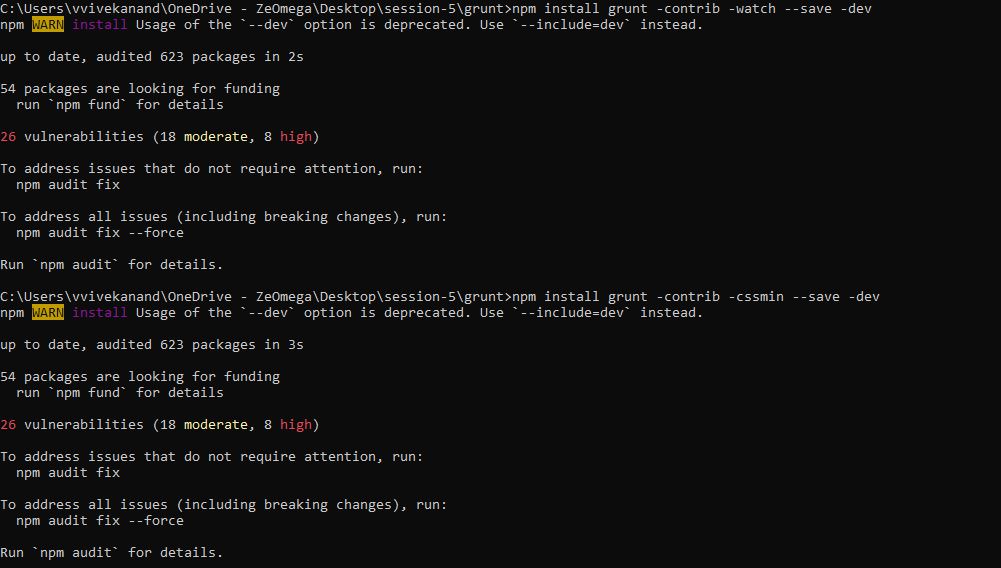 C:\Users\vvivekanand\OneDrive - ZeOmega\Desktop\session-5\grunt>npm install grunt -contrib -watch --save -dev
npm WARN install Usage of the `--dev` option is deprecated. Use `--include=dev` instead.
up to date, audited 623 packages in 2s
54 packages are looking for funding
  run `npm fund` for details
26 vulnerabilities (18 moderate, 8 high)
To address issues that do not require attention, run:
  npm audit fix
To address all issues (including breaking changes), run:
  npm audit fix --force
Run `npm audit` for details.
C:\Users\vvivekanand\OneDrive - ZeOmega\Desktop\session-5\grunt>npm install grunt -contrib -cssmin --save -dev
npm WARN install Usage of the `--dev` option is deprecated. Use `--include=dev` instead.
up to date, audited 623 packages in 3s
54 packages are looking for funding
  run `npm fund` for details
26 vulnerabilities (18 moderate, 8 high)
To address issues that do not require attention, run:
  npm audit fix
To address all issues (including breaking changes), run:
  npm audit fix --force
Run `npm audit` for details.